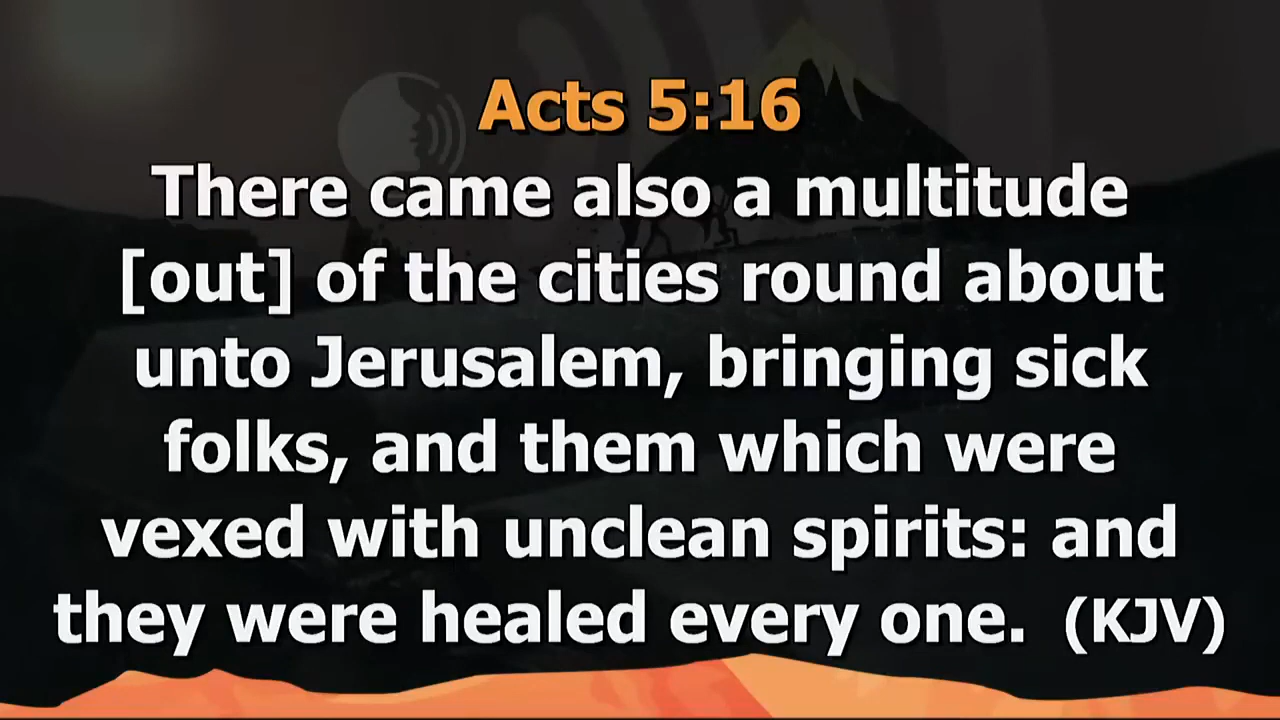 Acts 5:16
There came also a multitude
[out] of the cities round about
unto Jerusalem, bringing sick
folks, and them which were
vexed with unclean spirits: and
they were healed every one. (KJV)